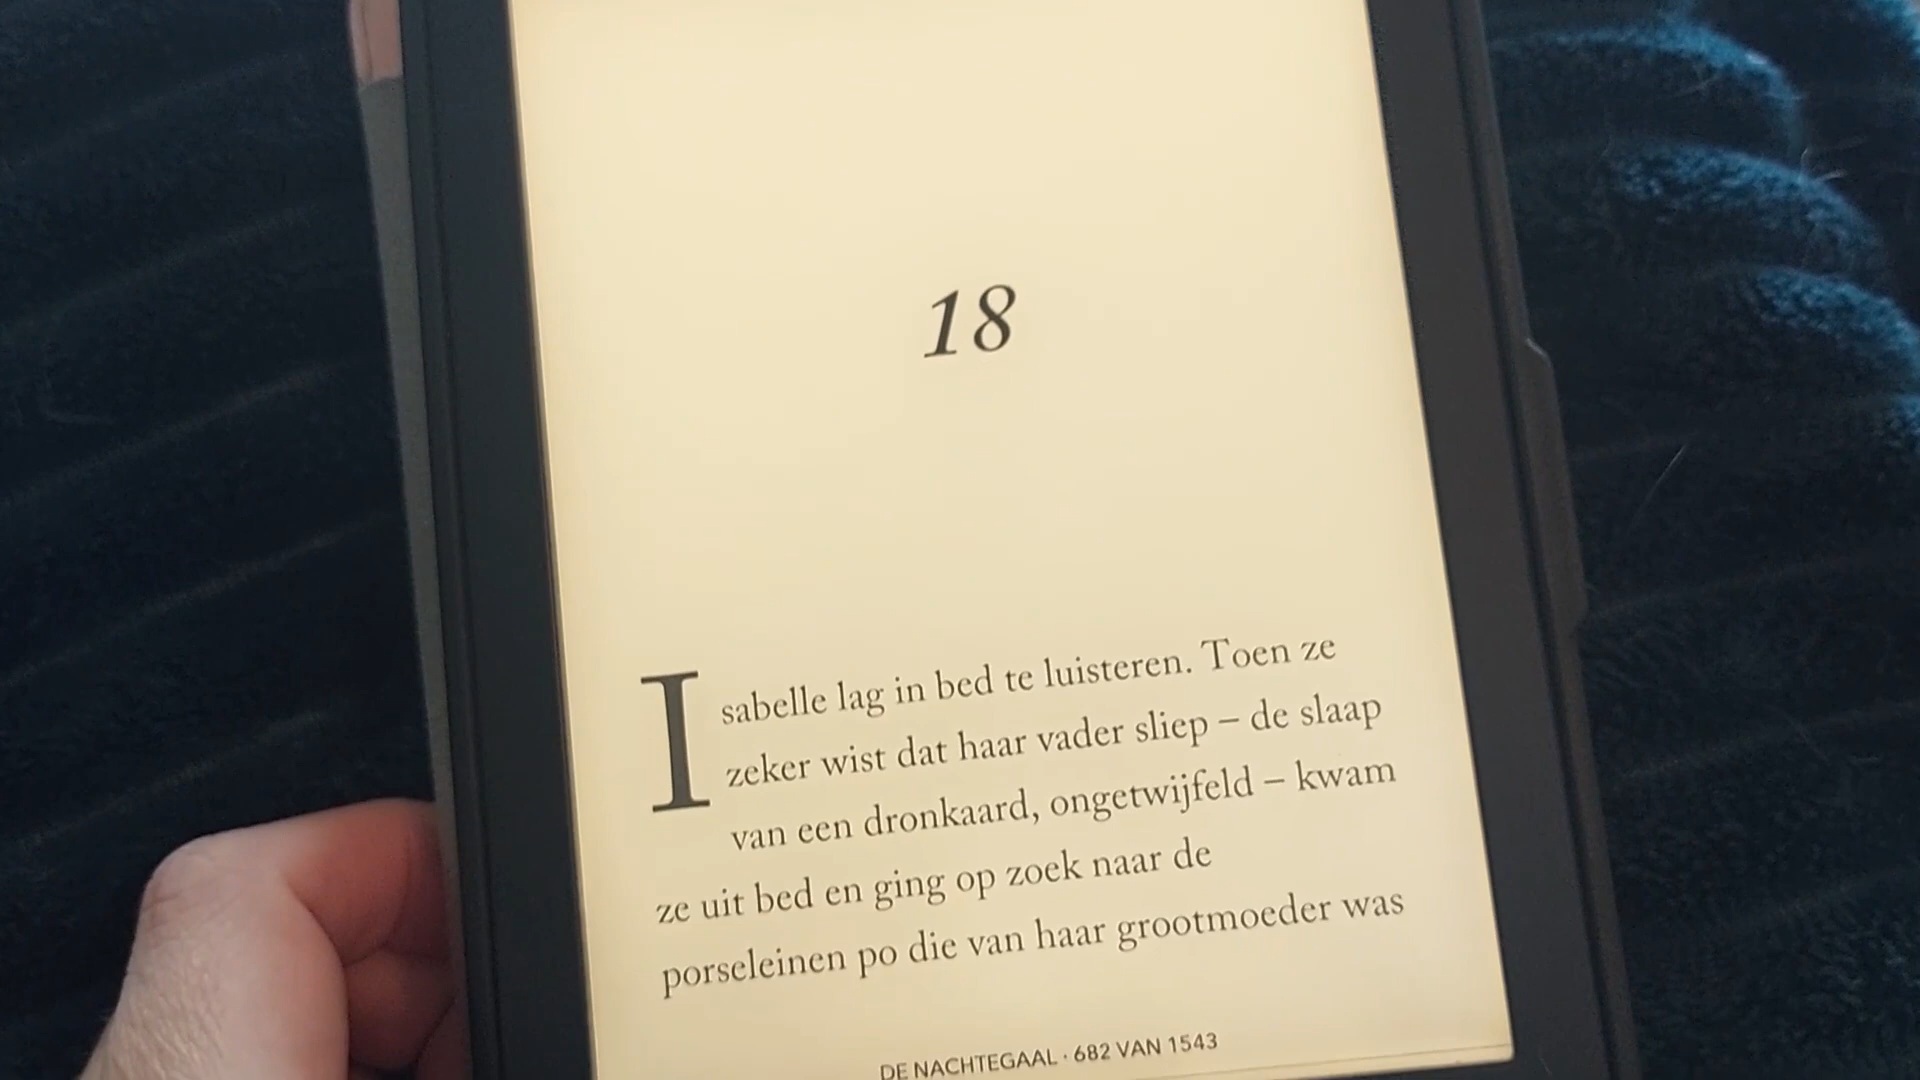 18
Isabelle lag in bed te luisteren. Toen ze
zeker wist dat haar vader sliep – de slaap
van een dronkaard, ongetwijfeld – kwam
ze uit bed en ging op zoek naar de
porseleinen po die van haar grootmoeder was
DE NACHTEGAAL · 682 VAN 1543